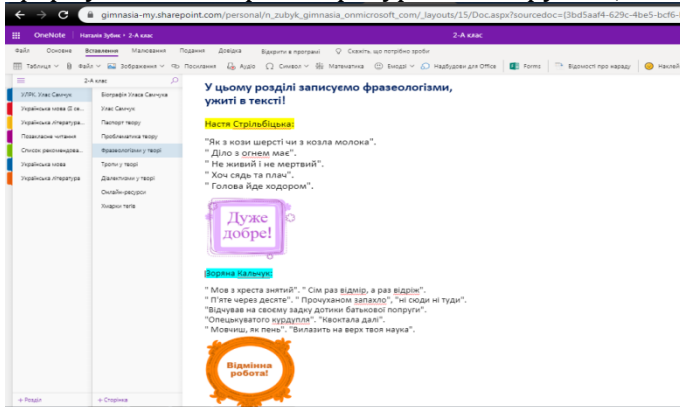 gimnasia-my.sharepoint.com/personal/n_zubyk_gimnasia_onmicrosoft_com/_layouts/15/Doc.aspx?sourcedoc={3bd5aaf4-629c-4be5-bcf6-
OneNote Наталія Зубик › 2-А клас 2-А клас
Файл Основне Вставлення Малювання Подання Довідка Відкрити в програмі Скажіть, що потрібно зробити
Таблиця Файл Зображення Посилання Аудіо Символ Математика Емодзі Надбудови для Office Forms Відомості про нараду Наклей
2-А клас
УЛРК. Улас Самчук
Українська мова (ІІ се...
Українська література...
Позакласне читання
Список рекомендова...
Українська мова
Українська література
+ Розділ
Біографія Уласа Самчука
Улас Самчук
Паспорт твору
Проблематика твору
Фразеологізми у творі
Тропи у творі
Діалектизми у творі
Онлайн-ресурси
Хмарки тегів
+ Сторінка
У цьому розділі записуємо фразеологізми,
ужиті в тексті!
Настя Стрільбіцька:
"Як з кози шерсті чи з козла молока".
" Діло з огнем має".
" Не живий і не мертвий".
" Хоч сядь та плач".
" Голова йде ходором".
Дуже
добре!
Зоряна Кальчук:
" Мов з хреста знятий". " Сім раз відмір, а раз відріж".
" П'яте через десяте". " Прочуханом запахло", "ні сюди ні туди".
"Відчував на своєму задку дотики батькової попруги".
"Опецькуватого курдупля". "Квоктала далі".
" Мовчиш, як пень". "Вилазить на верх твоя наука".
Відмінна
робота!